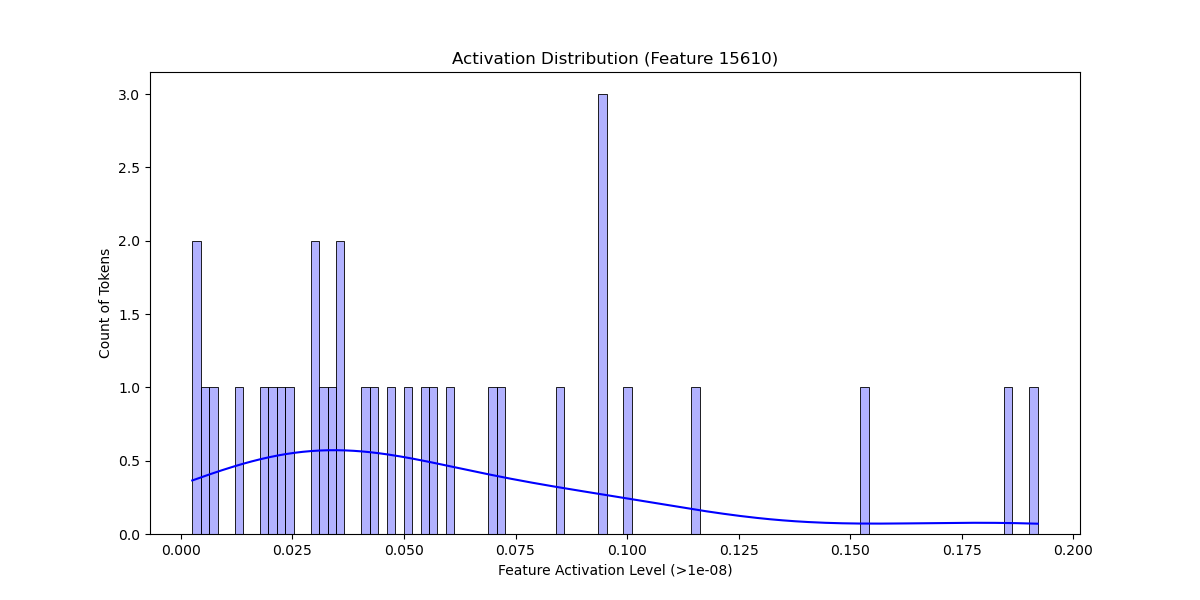 Activation Distribution (Feature 15610)
3.0
2.5
2.0
1.5
1.0
0.5
0.0
Count of Tokens
0.000 0.025 0.050 0.075 0.100 0.125 0.150 0.175 0.200
Feature Activation Level (>1e-08)